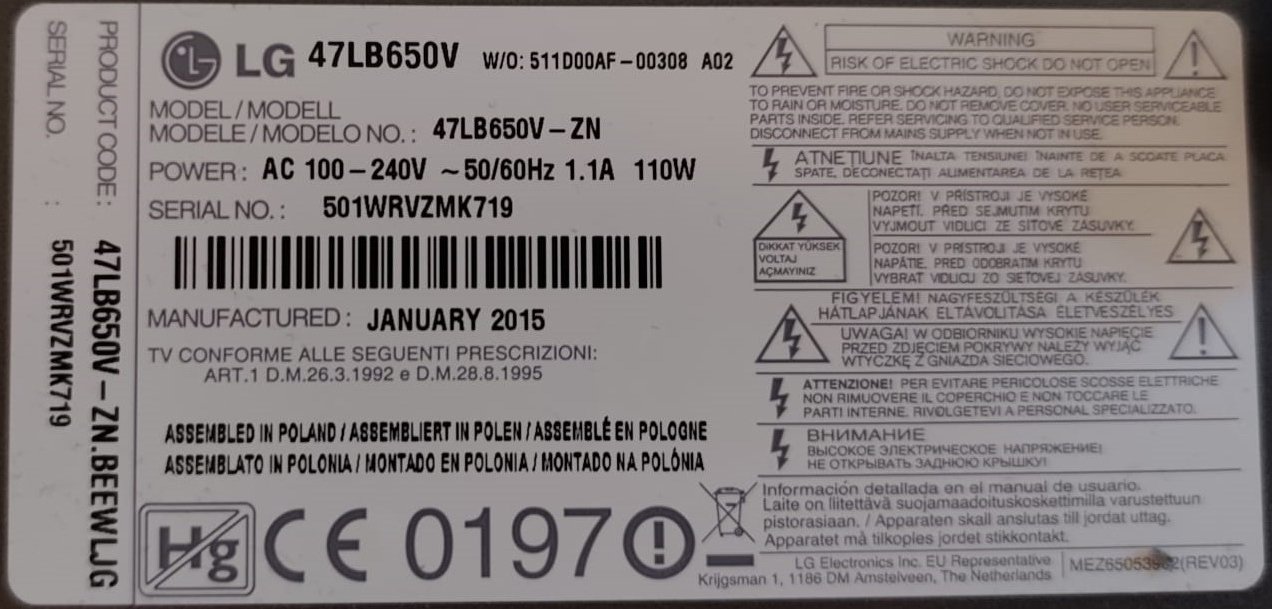 PRODUCT CODE: 47LB650V-ZN.BEEWLJG
SERIAL NO. : 501WRVZMK719
LG 47LB650V W/O: 511D00AF-00308 A02
MODEL / MODELL
MODELE / MODELO NO. : 47LB650V-ZN
POWER : AC 100-240V ~50/60Hz 1.1A 110W
SERIAL NO. : 501WRVZMK719
MANUFACTURED : JANUARY 2015
TV CONFORME ALLE SEGUENTI PRESCRIZIONI:
ART.1 D.M.26.3.1992 e D.M.28.8.1995
ASSEMBLED IN POLAND / ASSEMBLIERT IN POLEN / ASSEMBLÉ EN POLOGNE
ASSEMBLATO IN POLONIA / MONTADO EN POLONIA / MONTADO NA POLÓNIA
Hg CE 0197
WARNING
RISK OF ELECTRIC SHOCK DO NOT OPEN
TO PREVENT FIRE OR SHOCK HAZARD, DO NOT EXPOSE THIS APPLIANCE
TO RAIN OR MOISTURE. DO NOT REMOVE COVER. NO USER SERVICEABLE
PARTS INSIDE. REFER SERVICING TO QUALIFIED SERVICE PERSON.
DISCONNECT FROM MAINS SUPPLY WHEN NOT IN USE.
ATNEŢIUNE ÎNALTA TENSIUNE! ÎNAINTE DE A SCOATE PLACA
SPATE, DECONECTAŢI ALIMENTAREA DE LA REŢEA
DIKKAT YÜKSEK
VOLTAJ
AÇMAYINIZ
POZOR! V PŘÍSTROJI JE VYSOKÉ
NAPĚTÍ. PŘED SEJMUTIM KRYTU
VYJMOUT VIDLICI ZE SÍŤOVÉ ZÁSUVKY.
POZOR! V PRÍSTROJI JE VYSOKÉ
NAPÄTIE. PRED ODOBRATIM KRYTU
VYBRAT VIDLICU ZO SIEŤOVEJ ZÁSUVKY.
FIGYELEM! NAGYFESZÜLTSÉG! A KÉSZÜLÉK
HÁTLAPJÁNAK ELTÁVOLÍTÁSA ÉLETVESZÉLYES
UWAGA! W ODBIORNIKU WYSOKIE NAPIĘCIE
PRZED ZDJĘCIEM POKRYWY NALEŻY WYJĄĆ
WTYCZKĘ Z GNIAZDA SIECIOWEGO.
ATTENZIONE! PER EVITARE PERICOLOSE SCOSSE ELETTRICHE
NON RIMUOVERE IL COPERCHIO E NON TOCCARE LE
PARTI INTERNE. RIVOLGETEVI A PERSONAL SPECIALIZZATO.
ВНИМАНИЕ
ВЫСОКОЕ ЭЛЕКТРИЧЕСКОЕ НАПРЯЖЕНИЕ!
НЕ ОТКРЫВАТЬ ЗАДНЮЮ КРЫШКУ!
Información detallada en el manual de usuario.
Laite on liitettävä suojamaadoituskoskettimilla varustettuun
pistorasiaan. / Apparaten skall anslutas till jordat uttag.
Apparatet må tilkoples jordet stikkontakt.
LG Electronics Inc. EU Representative
Krijgsman 1, 1186 DM Amstelveen, The Netherlands
(REV03)